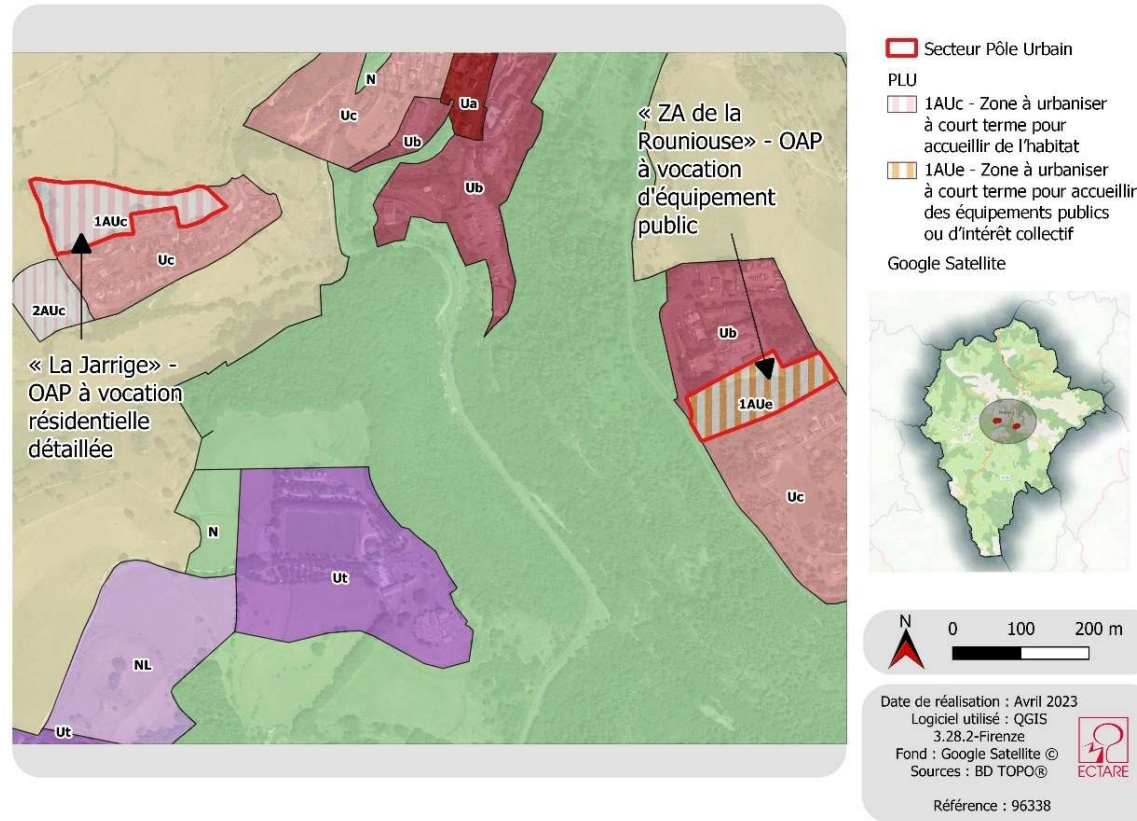 N
Uc
Ua
Ub
Ub
« ZA de la
Rouniouse» - OAP
à vocation
d'équipement
public
1AUc
Uc
2AUc
« La Jarrige» -
OAP à vocation
résidentielle
détaillée
Ub
1AUe
Uc
N
Ut
NL
Ut
Secteur Pôle Urbain
PLU
1AUc - Zone à urbaniser
à court terme pour
accueillir de l'habitat
1AUe - Zone à urbaniser
à court terme pour accueillir
des équipements publics
ou d'intérêt collectif
Google Satellite
N
0 100 200 m
Date de réalisation : Avril 2023
Logiciel utilisé : QGIS
3.28.2-Firenze
Fond : Google Satellite ©
Sources : BD TOPO®
ECTARE
Référence : 96338